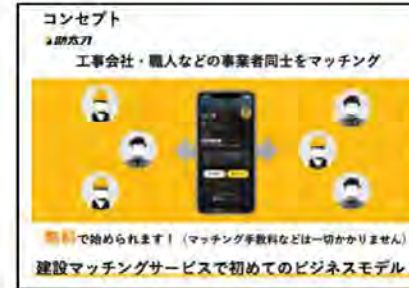 コンセプト
助太刀
工事会社・職人などの事業者同士をマッチング
無料で始められます！（マッチング手数料などは一切かかりません）
建設マッチングサービスで初めてのビジネスモデル